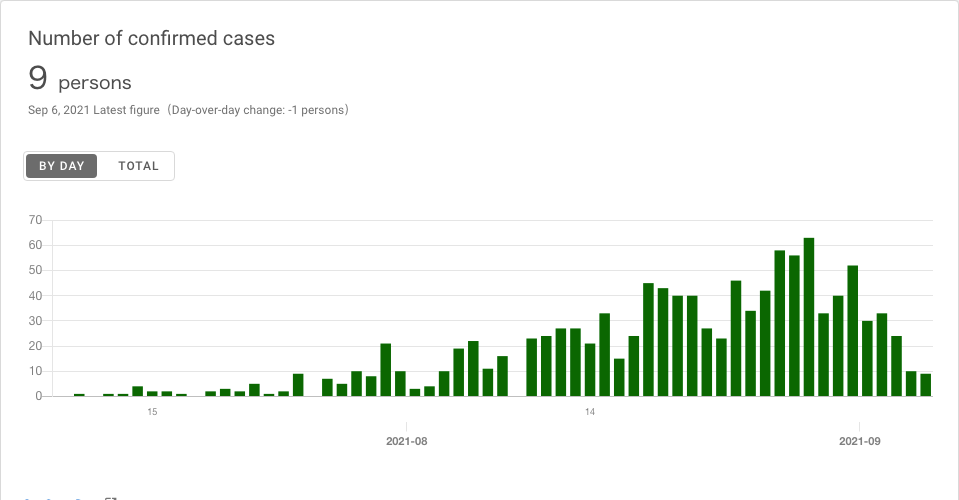 Number of confirmed cases
9 persons
Sep 6, 2021 Latest figure（Day-over-day change: -1 persons）
BY DAY TOTAL
70
60
50
40
30
20
10
0
15 14
2021-08 2021-09